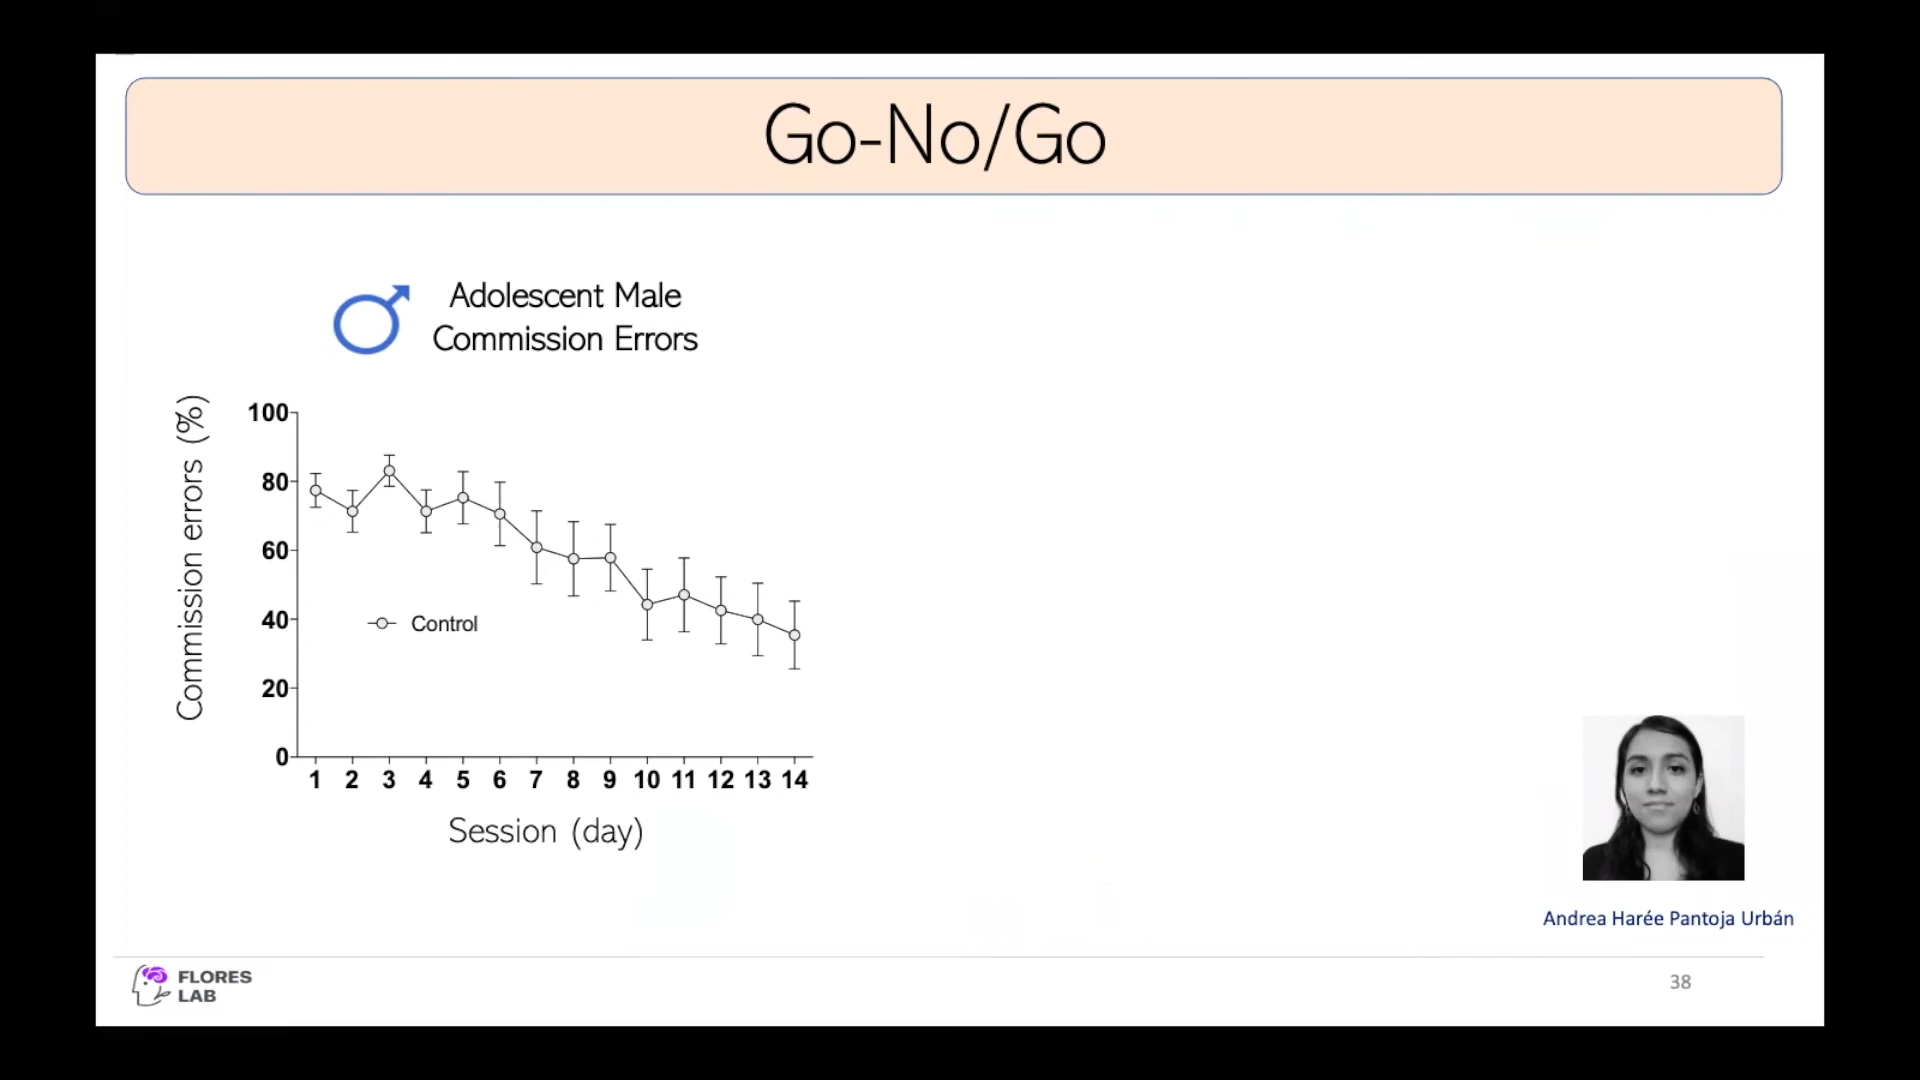 Go-No/Go
Adolescent Male
Commission Errors
Commission errors (%)
100
80
60
40
20
0
Control
1 2 3 4 5 6 7 8 9 10 11 12 13 14
Session (day)
Andrea Harée Pantoja Urbán
FLORES
LAB
38